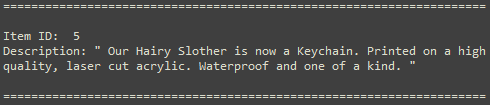 ======================================================================
Item ID:  5
Description: " Our Hairy Slother is now a Keychain. Printed on a high
quality, laser cut acrylic. Waterproof and one of a kind. "
======================================================================